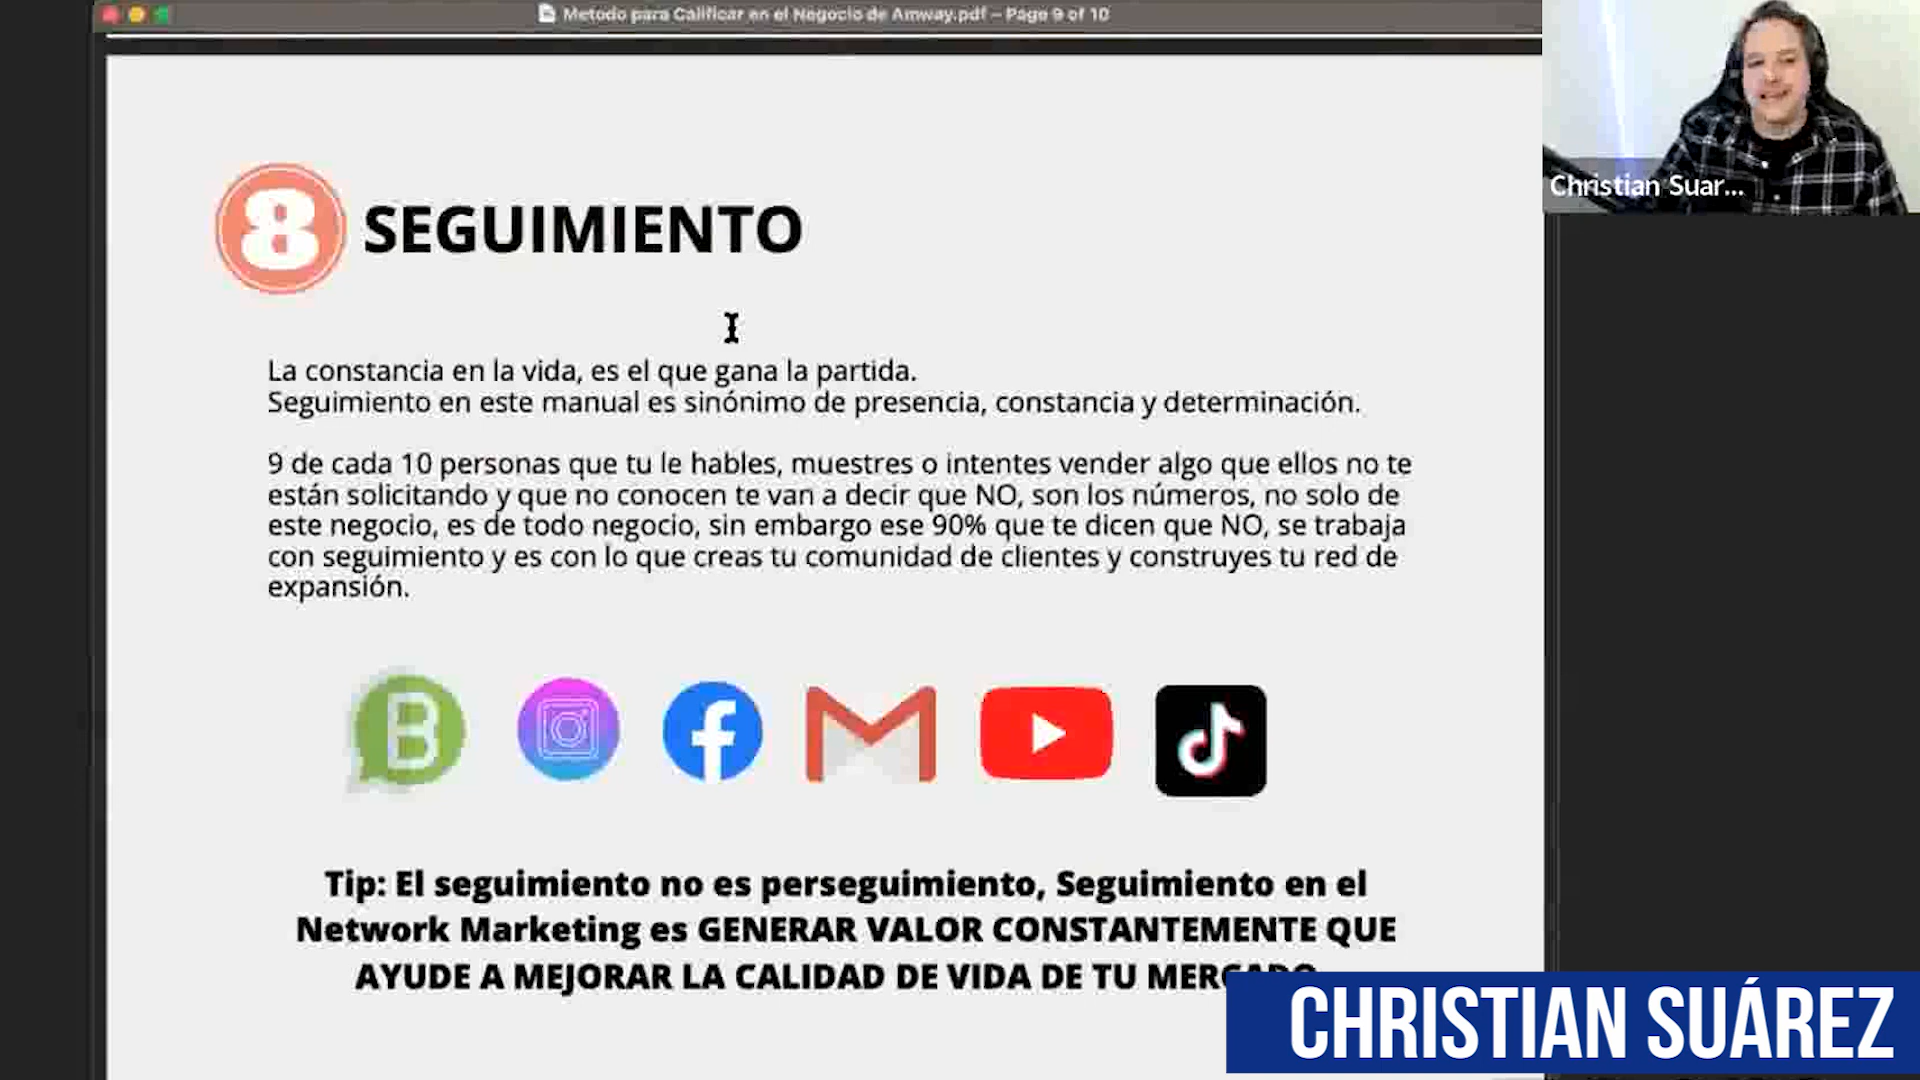 Metodo para Calificar en el Negocio de Amway.pdf – Page 9 of 10
Christian Suar...
8 SEGUIMIENTO
La constancia en la vida, es el que gana la partida.
Seguimiento en este manual es sinónimo de presencia, constancia y determinación.
9 de cada 10 personas que tu le hables, muestres o intentes vender algo que ellos no te
están solicitando y que no conocen te van a decir que NO, son los números, no solo de
este negocio, es de todo negocio, sin embargo ese 90% que te dicen que NO, se trabaja
con seguimiento y es con lo que creas tu comunidad de clientes y construyes tu red de
expansión.
B
Tip: El seguimiento no es perseguimiento, Seguimiento en el
Network Marketing es GENERAR VALOR CONSTANTEMENTE QUE
AYUDE A MEJORAR LA CALIDAD DE VIDA DE TU MERCADO
CHRISTIAN SUÁREZ